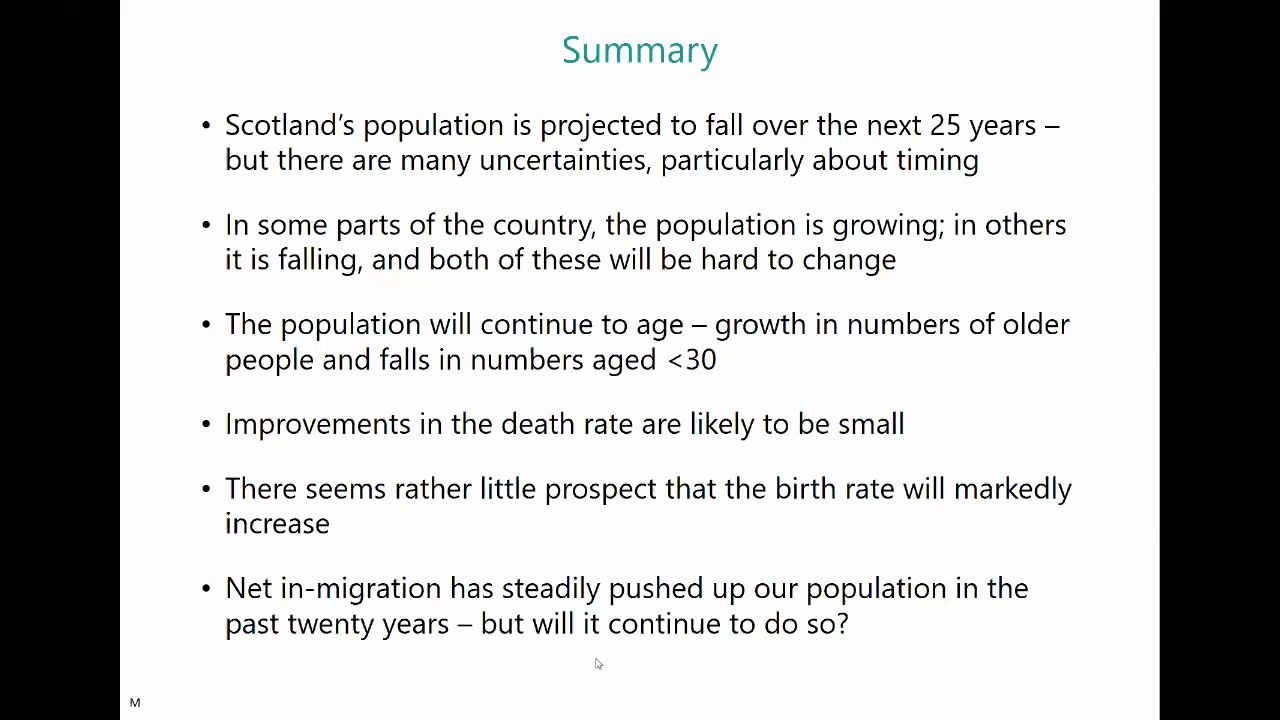 Summary
• Scotland’s population is projected to fall over the next 25 years –
but there are many uncertainties, particularly about timing
• In some parts of the country, the population is growing; in others
it is falling, and both of these will be hard to change
• The population will continue to age – growth in numbers of older
people and falls in numbers aged <30
• Improvements in the death rate are likely to be small
• There seems rather little prospect that the birth rate will markedly
increase
• Net in-migration has steadily pushed up our population in the
past twenty years – but will it continue to do so?
M